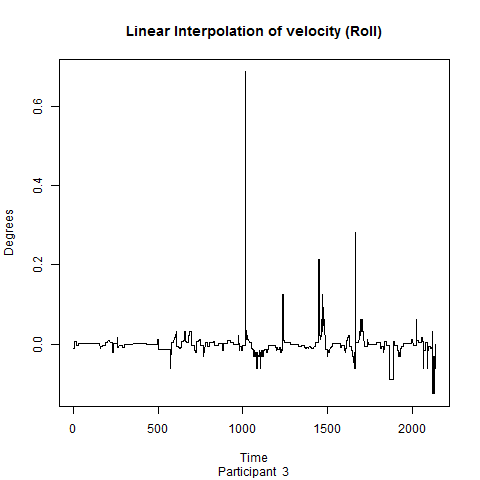 Linear Interpolation of velocity (Roll)
0.6
0.4
0.2
0.0
Degrees
0 500 1000 1500 2000
Time
Participant 3